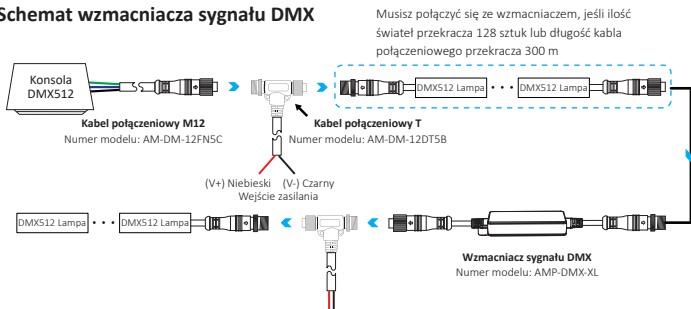 Schemat wzmacniacza sygnału DMX
Musisz połączyć się ze wzmacniaczem, jeśli ilość
świateł przekracza 128 sztuk lub długość kabla
połączeniowego przekracza 300 m
Konsola
DMX512
DMX512 Lampa
DMX512 Lampa
Kabel połączeniowy M12
Numer modelu: AM-DM-12FN5C
Kabel połączeniowy T
Numer modelu: AM-DM-12DT5B
(V+) Niebieski (V-) Czarny
Wejście zasilania
DMX512 Lampa
DMX512 Lampa
Wzmacniacz sygnału DMX
Numer modelu: AMP-DMX-XL